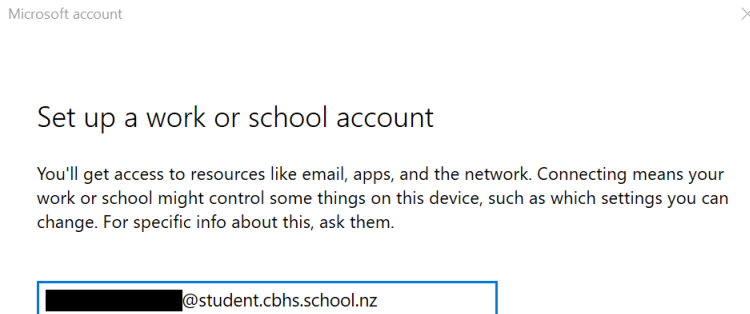 Microsoft account
Set up a work or school account
You'll get access to resources like email, apps, and the network. Connecting means your
work or school might control some things on this device, such as which settings you can
change. For specific info about this, ask them.
@student.cbhs.school.nz